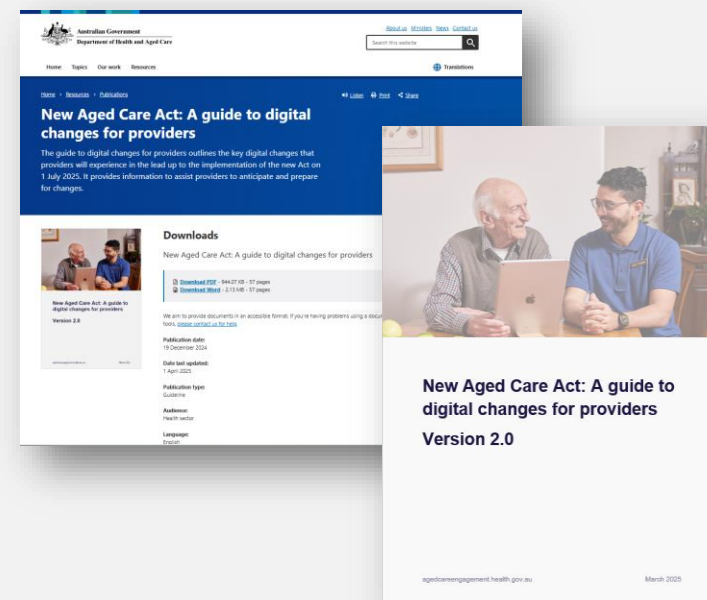 Australian Government
Department of Health and Aged Care
About us Ministers News Contact us
Search this website
Home Topics Our work Resources
Translations
Home > Resources > Publications
Listen Print Share
New Aged Care Act: A guide to digital
changes for providers
The guide to digital changes for providers outlines the key digital changes that
providers will experience in the lead up to the implementation of the new Act on
1 July 2025. It provides information to assist providers to anticipate and prepare
for changes.
Downloads
New Aged Care Act: A guide to digital changes for providers
Download PDF - 944.27 KB - 57 pages
Download Word - 2.13 MB - 57 pages
We aim to provide documents in an accessible format. If you're having problems using a docu
tools, please contact us for help.
Publication date:
19 December 2024
Date last updated:
1 April 2025
Publication type:
Guideline
Audience:
Health sector
Language:
English
New Aged Care Act: A guide to
digital changes for providers
Version 2.0
New Aged Care Act: A guide to
digital changes for providers
Version 2.0
agedcareengagement.health.gov.au
March 2025